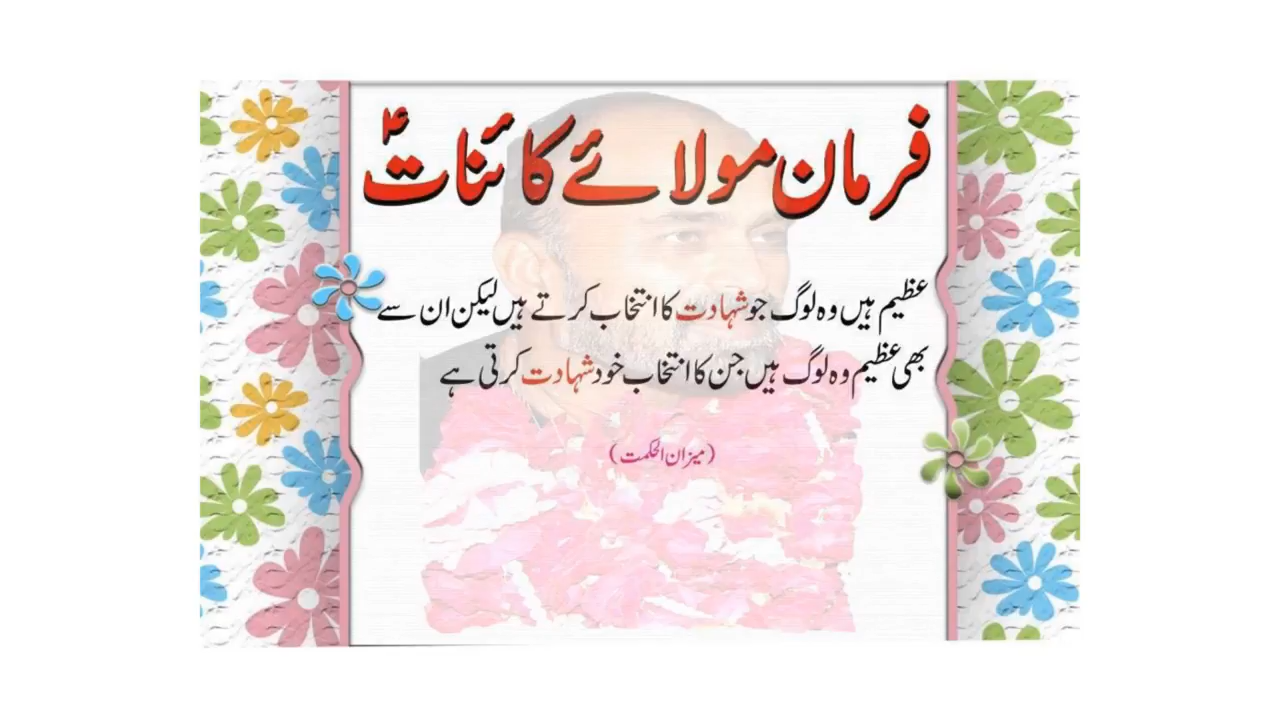 فرمان مولائے کائنات ؑ
عظیم ہیں وہ لوگ جو شہادت کا انتخاب کرتے ہیں لیکن ان سے
بھی عظیم وہ لوگ ہیں جن کا انتخاب خود شہادت کرتی ہے
(میزان الحکمت)